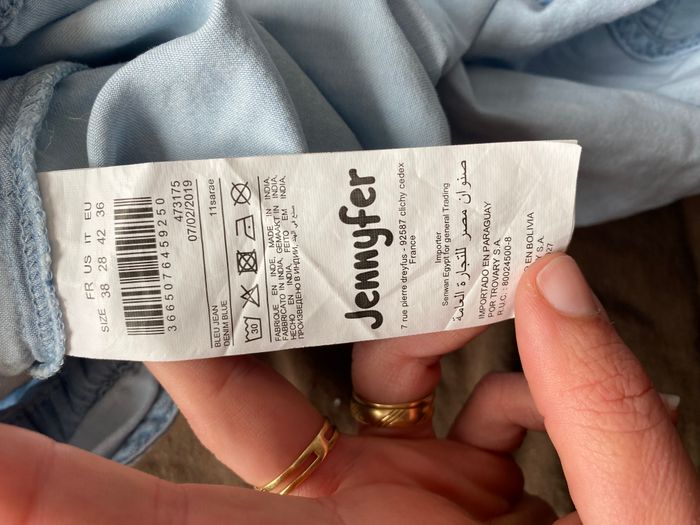 FR US IT EU
SIZE 38 28 42 36
3665076459250
473175
07/02/2019
BLEU JEAN 11sarae
DENIM BLUE
30
FABRIQUE EN INDE, MADE IN INDIA,
FABBRICATO IN INDIA, GEMAAKT IN INDIA,
HECHO EN INDIA, FEITO EM INDIA,
ПРОИЗВЕДЕНО В ИНДИИ,
Jennyfer
7 rue pierre dreyfus - 92587 clichy cedex
France
Importer
Senwan Egypt for general Trading
صنوان مصر للتجارة العامة
IMPORTADO EN PARAGUAY
POR TROVARY S.A.
R.U.C.: 80024500-8
O EN BOLIVIA
Y S.A.
27